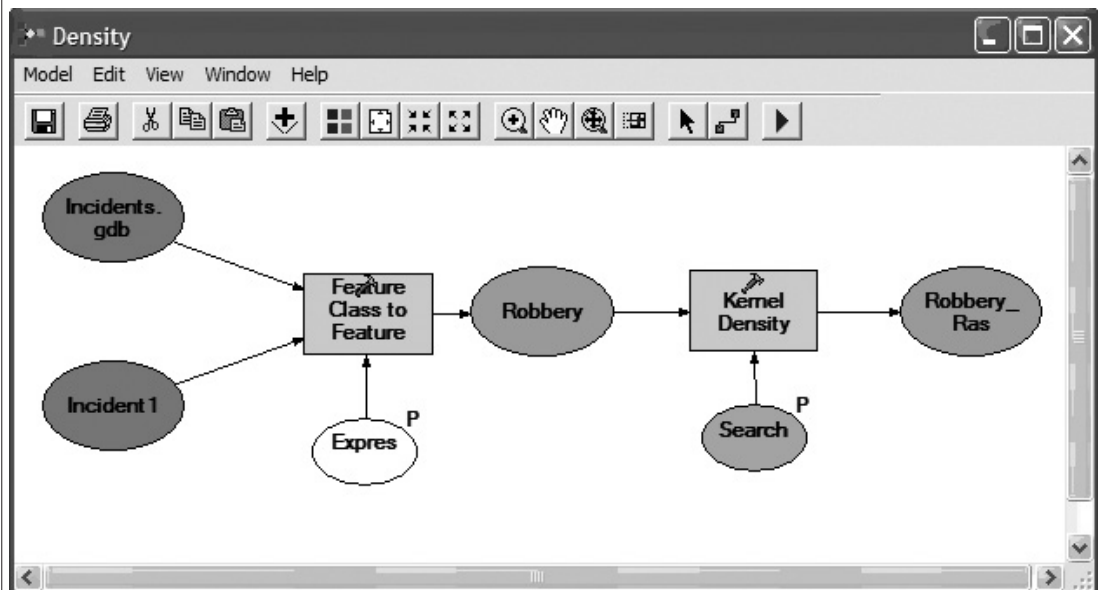 Density
Model Edit View Window Help
Incidents.
gdb
Feature
Class to
Feature
Robbery
Kernel
Density
Robbery_
Ras
Incident1
P
Expres
P
Search